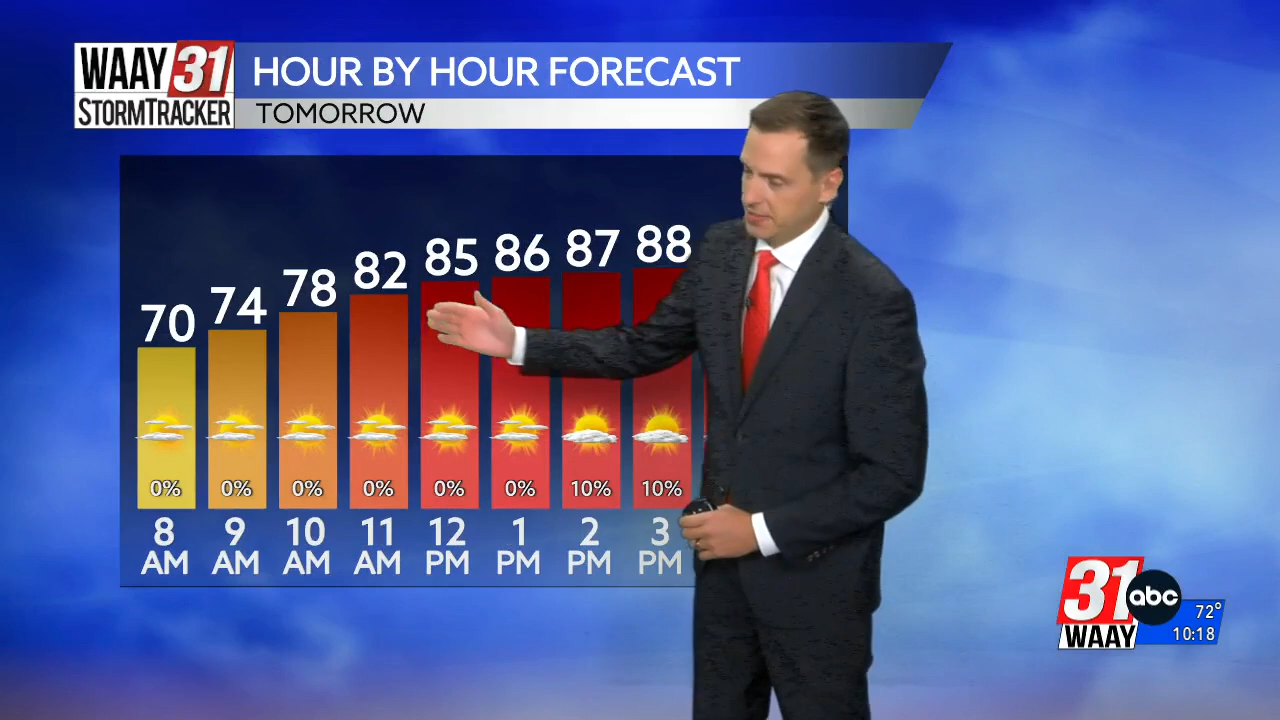 WAAY 31
STORMTRACKER
HOUR BY HOUR FORECAST
TOMORROW
70 74 78 82 85 86 87 88
0% 0% 0% 0% 0% 0% 10% 10%
8 9 10 11 12 1 2 3
AM AM AM AM PM PM PM PM
31 abc
WAAY
72°
10:18